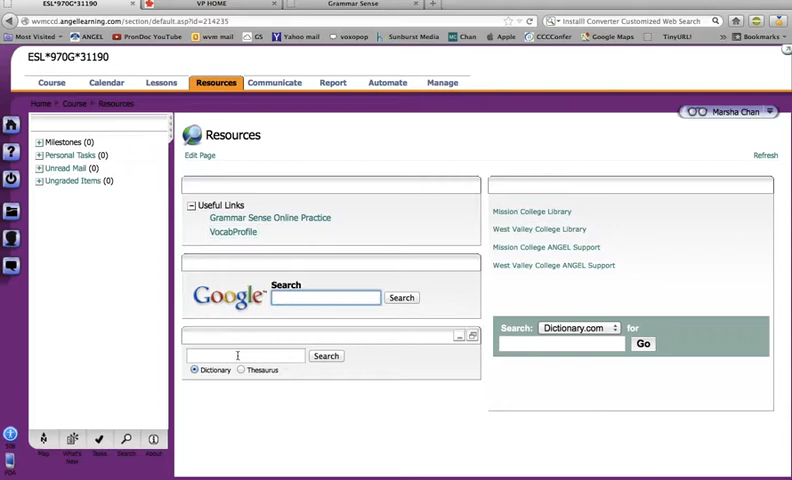 ESL*970G*31190
VP HOME
Grammar Sense
wvmccd.angellearning.com/section/default.asp?id=214235
Install Converter Customized Web Search
Most Visited
ANGEL
PronDoc YouTube
wvm mail
GS
Yahoo mail
voxopop
Sunburst Media
Chan
Apple
CCCConfer
Google Maps
TinyURL!
Bookmarks
ESL*970G*31190
Course
Calendar
Lessons
Resources
Communicate
Report
Automate
Manage
Home
Course
Resources
Marsha Chan
Milestones (0)
Personal Tasks (0)
Unread Mail (0)
Ungraded Items (0)
Resources
Edit Page
Refresh
Useful Links
Grammar Sense Online Practice
VocabProfile
Mission College Library
West Valley College Library
Mission College ANGEL Support
West Valley College ANGEL Support
Google
Search
Search
Search: Dictionary.com for
Go
Search
Dictionary
Thesaurus
Map
What's New
Tasks
Search
About